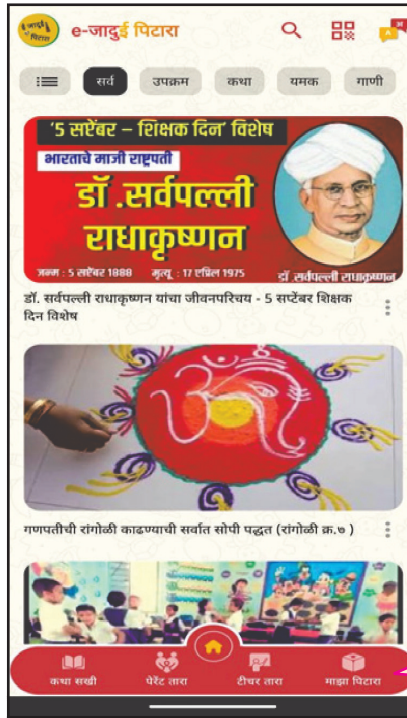 e-जादुई पिटारा
सर्व उपक्रम कथा यमक गाणी
'5 सप्टेंबर – शिक्षक दिन' विशेष
भारताचे माजी राष्ट्रपती
डॉ .सर्वपल्ली
राधाकृष्णन
जन्म : 5 सप्टेंबर 1888 मृत्यू : 17 एप्रिल 1975
डॉ .सर्वपल्ली राधाकृष्णन
डॉ. सर्वपल्ली राधाकृष्णन यांचा जीवनपरिचय - 5 सप्टेंबर शिक्षक
दिन विशेष
गणपतीची रांगोळी काढण्याची सर्वात सोपी पद्धत (रांगोळी क्र.७ )
कथा सखी पेरेंट तारा टीचर तारा माझा पिटारा